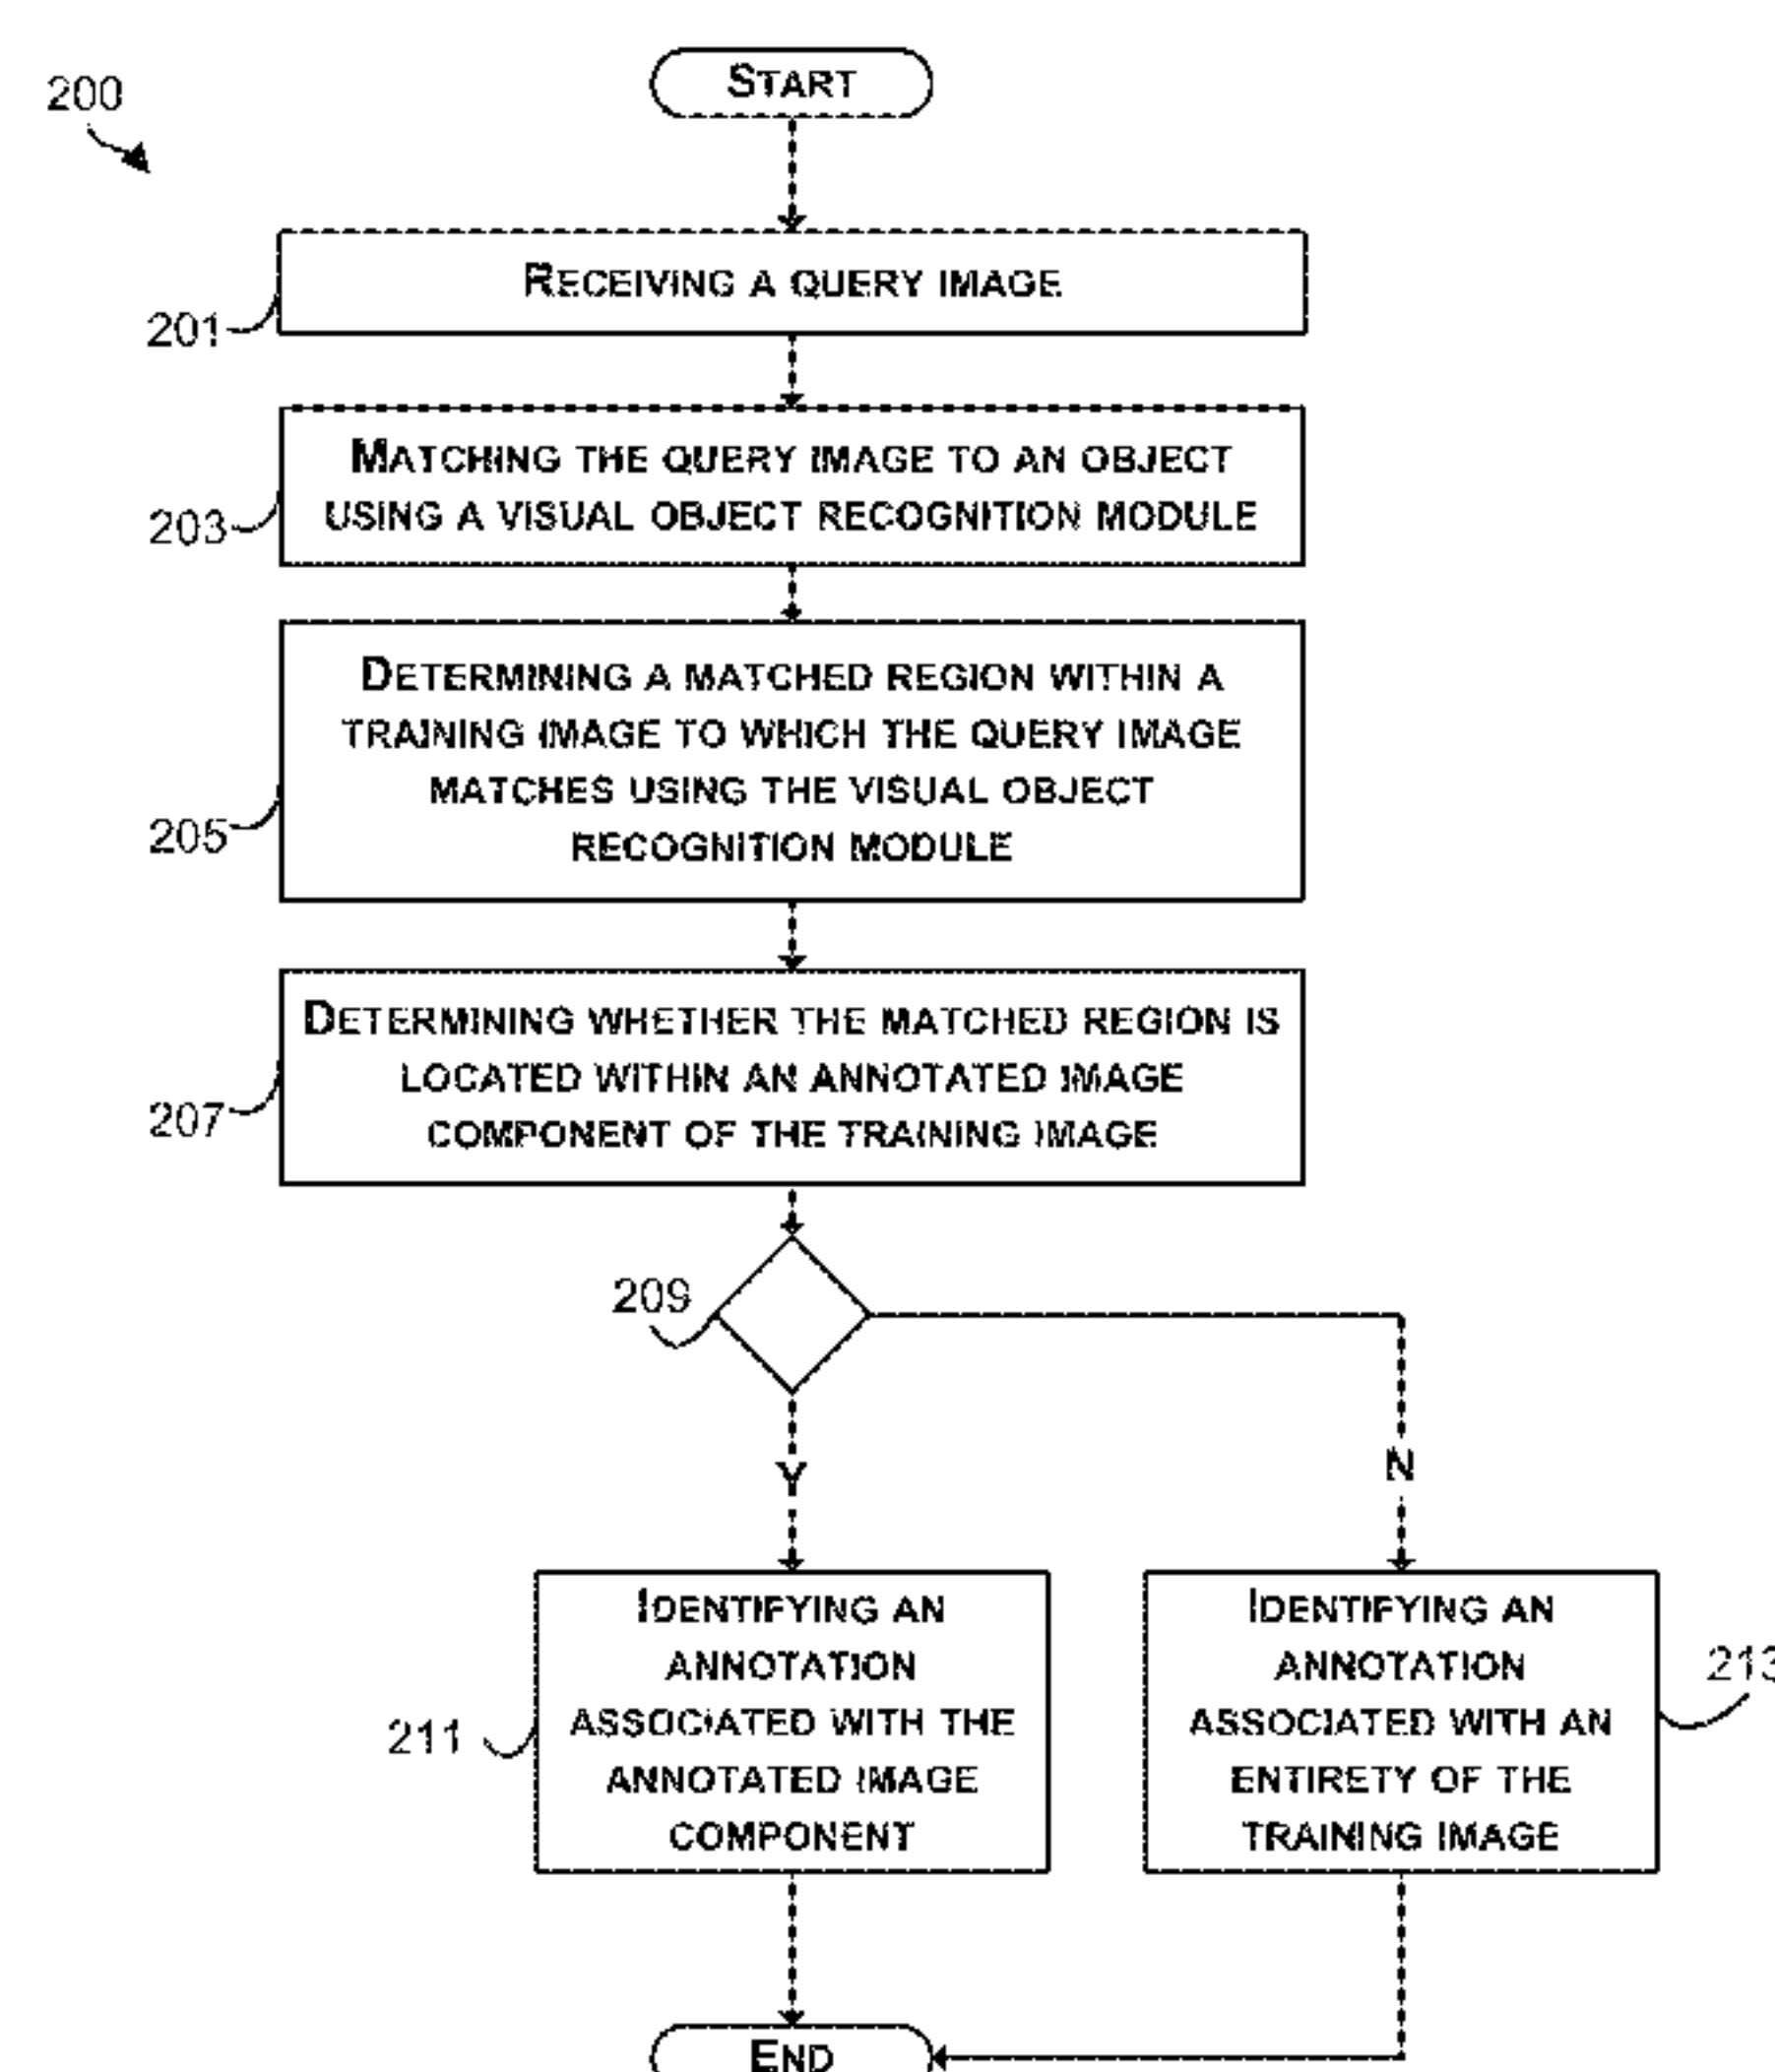 200
START
RECEIVING A QUERY IMAGE
201
MATCHING THE QUERY IMAGE TO AN OBJECT
USING A VISUAL OBJECT RECOGNITION MODULE
203
DETERMINING A MATCHED REGION WITHIN A
TRAINING IMAGE TO WHICH THE QUERY IMAGE
MATCHES USING THE VISUAL OBJECT
RECOGNITION MODULE
205
DETERMINING WHETHER THE MATCHED REGION IS
LOCATED WITHIN AN ANNOTATED IMAGE
COMPONENT OF THE TRAINING IMAGE
207
209
Y
N
IDENTIFYING AN
ANNOTATION
ASSOCIATED WITH THE
ANNOTATED IMAGE
COMPONENT
211
IDENTIFYING AN
ANNOTATION
ASSOCIATED WITH AN
ENTIRETY OF THE
TRAINING IMAGE
213
END